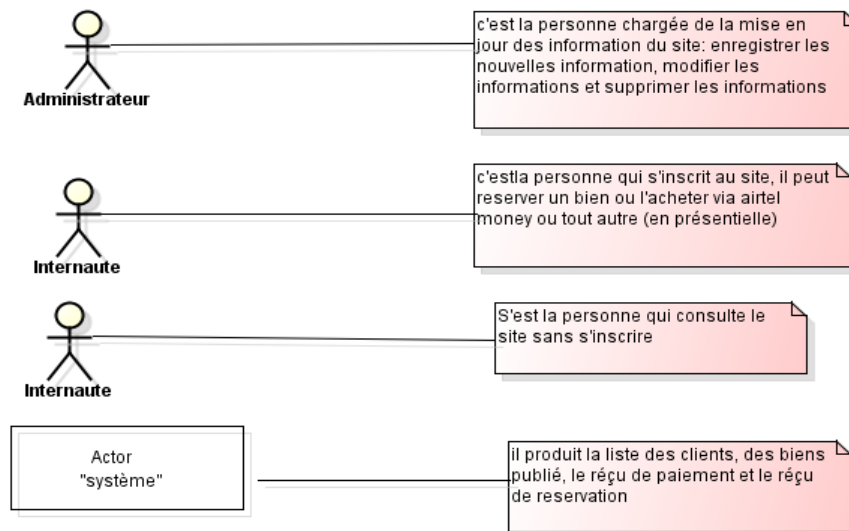 c'est la personne chargée de la mise en
jour des information du site: enregistrer les
nouvelles information, modifier les
informations et supprimer les informations
Administrateur
c'estla personne qui s'inscrit au site, il peut
reserver un bien ou l'acheter via airtel
money ou tout autre (en présentielle)
Internaute
S'est la personne qui consulte le
site sans s'inscrire
Internaute
Actor
"système"
il produit la liste des clients, des biens
publié, le réçu de paiement et le réçu
de reservation